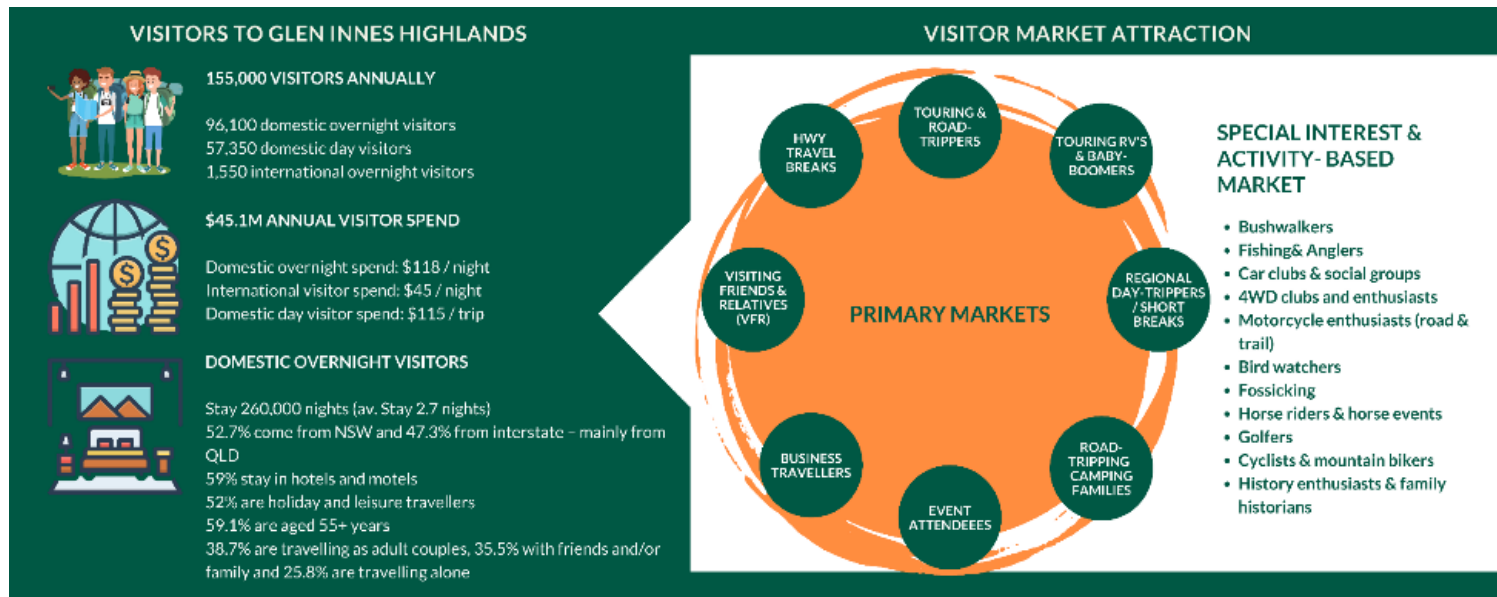 VISITORS TO GLEN INNES HIGHLANDS
155,000 VISITORS ANNUALLY
96,100 domestic overnight visitors
57,350 domestic day visitors
1,550 international overnight visitors
$45.1M ANNUAL VISITOR SPEND
Domestic overnight spend: $118 / night
International visitor spend: $45 / night
Domestic day visitor spend: $115 / trip
DOMESTIC OVERNIGHT VISITORS
Stay 260,000 nights (av. Stay 2.7 nights)
52.7% come from NSW and 47.3% from interstate – mainly from
QLD
59% stay in hotels and motels
52% are holiday and leisure travellers
59.1% are aged 55+ years
38.7% are travelling as adult couples, 35.5% with friends and/or
family and 25.8% are travelling alone
VISITOR MARKET ATTRACTION
TOURING &
ROAD-
TRIPPERS
TOURING RV'S
& BABY-
BOOMERS
REGIONAL
DAY-TRIPPERS
/ SHORT
BREAKS
ROAD-
TRIPPING
CAMPING
FAMILIES
EVENT
ATTENDEEES
BUSINESS
TRAVELLERS
VISITING
FRIENDS &
RELATIVES
(VFR)
HWY
TRAVEL
BREAKS
PRIMARY MARKETS
SPECIAL INTEREST &
ACTIVITY- BASED
MARKET
• Bushwalkers
• Fishing& Anglers
• Car clubs & social groups
• 4WD clubs and enthusiasts
• Motorcycle enthusiasts (road &
trail)
• Bird watchers
• Fossicking
• Horse riders & horse events
• Golfers
• Cyclists & mountain bikers
• History enthusiasts & family
historians